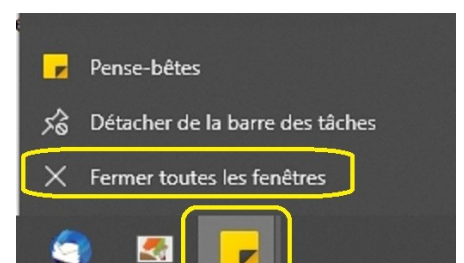 Pense-bêtes
Détacher de la barre des tâches
Fermer toutes les fenêtres